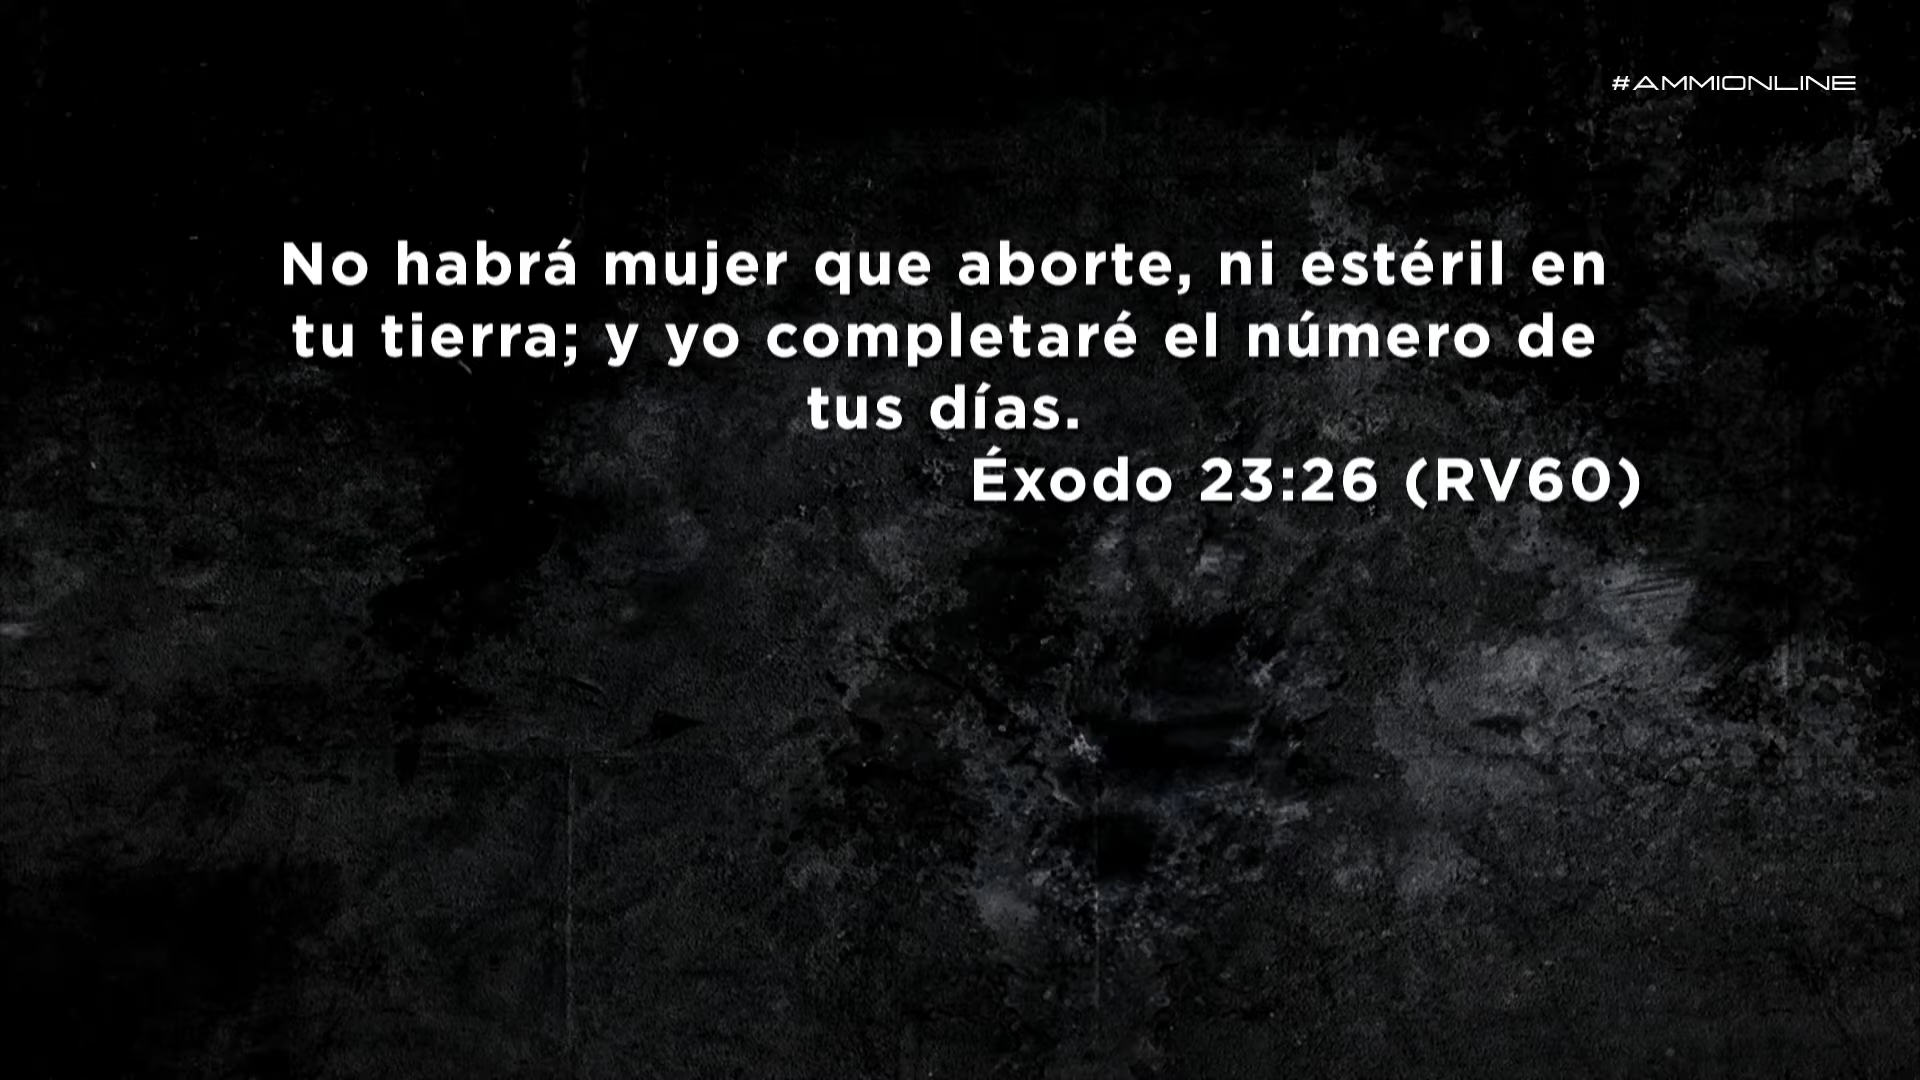 #AMMIONLINE
No habrá mujer que aborte, ni estéril en
tu tierra; y yo completaré el número de
tus días.
Éxodo 23:26 (RV60)